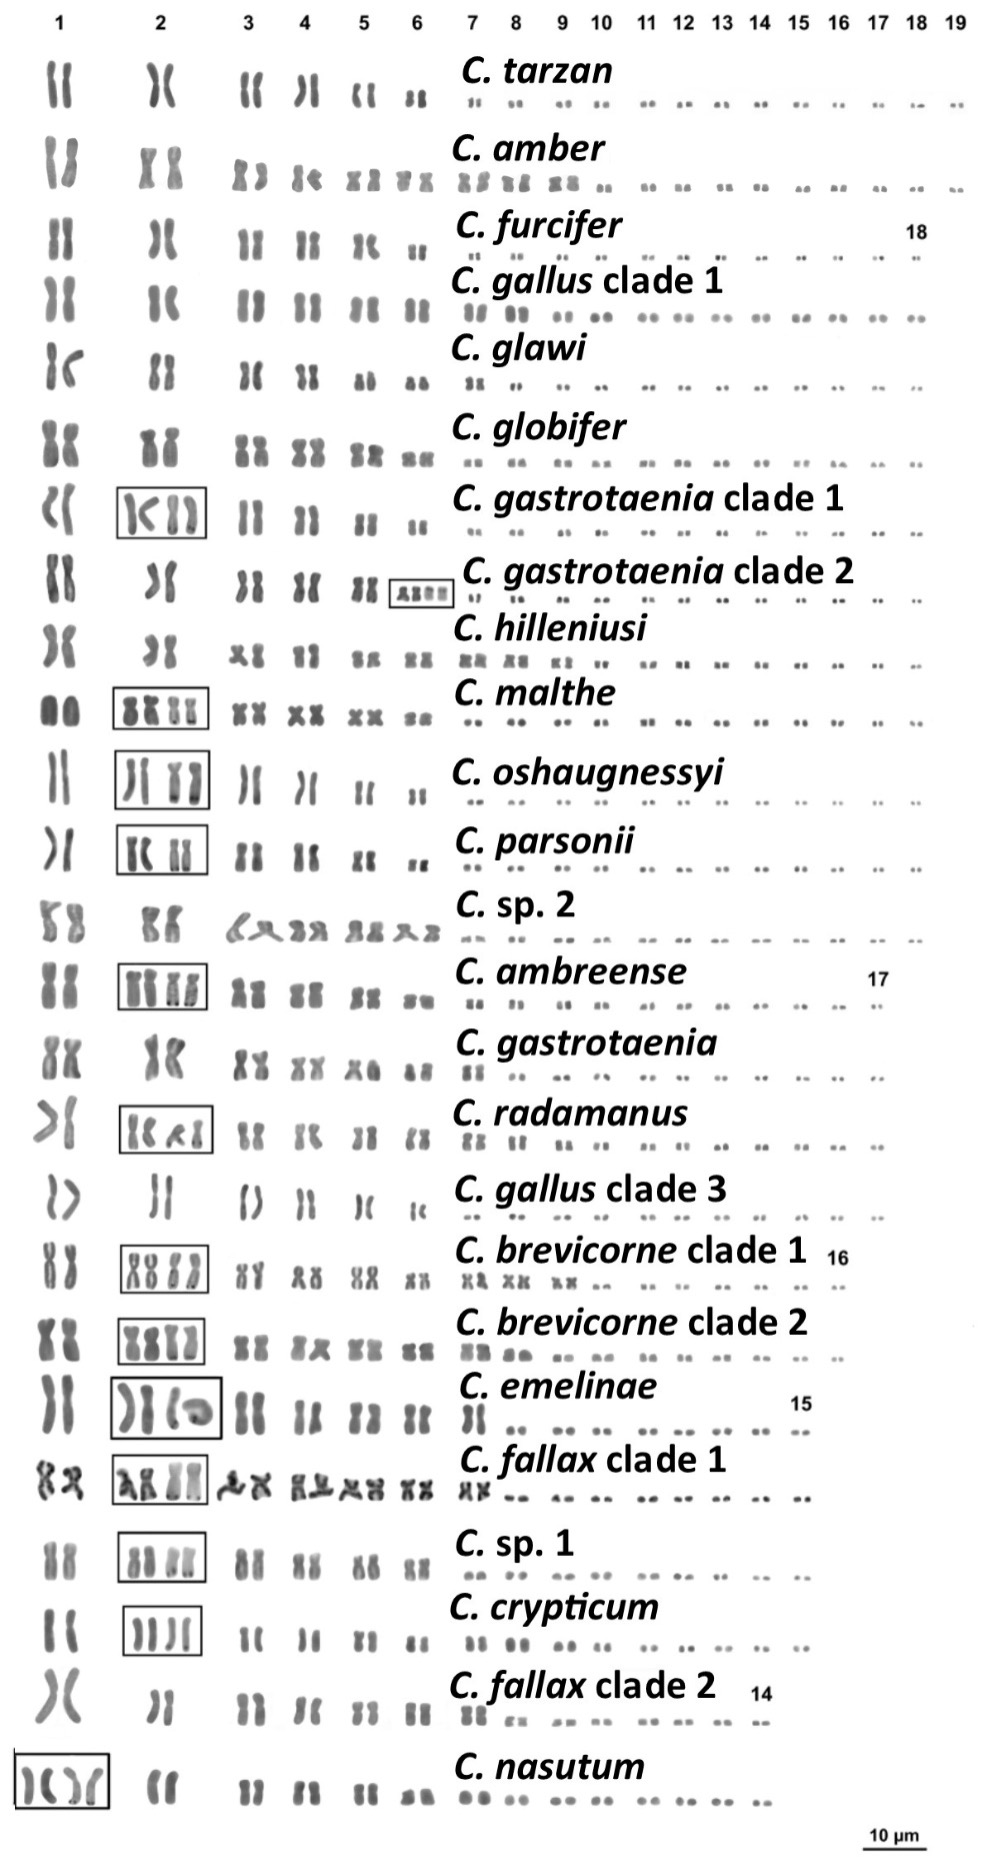 1 2 3 4 5 6 7 8 9 10 11 12 13 14 15 16 17 18 19
C. tarzan
C. amber
C. furcifer 18
C. gallus clade 1
C. glawi
C. globifer
C. gastrotaenia clade 1
C. gastrotaenia clade 2
C. hilleniusi
C. malthe
C. oshaugnessyi
C. parsonii
C. sp. 2
C. ambreense 17
C. gastrotaenia
C. radamanus
C. gallus clade 3
C. brevicorne clade 1 16
C. brevicorne clade 2
C. emelinae 15
C. fallax clade 1
C. sp. 1
C. crypticum
C. fallax clade 2 14
C. nasutum
10 µm